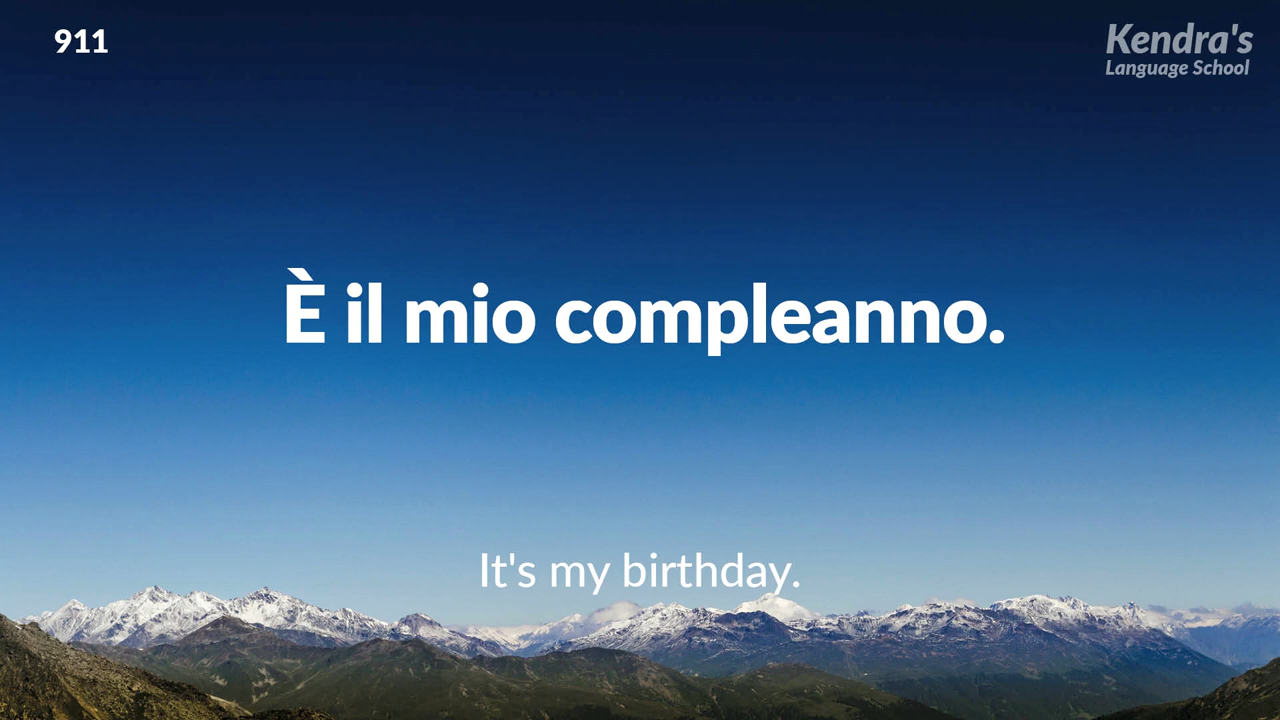 911
Kendra's
Language School
È il mio compleanno.
It's my birthday.